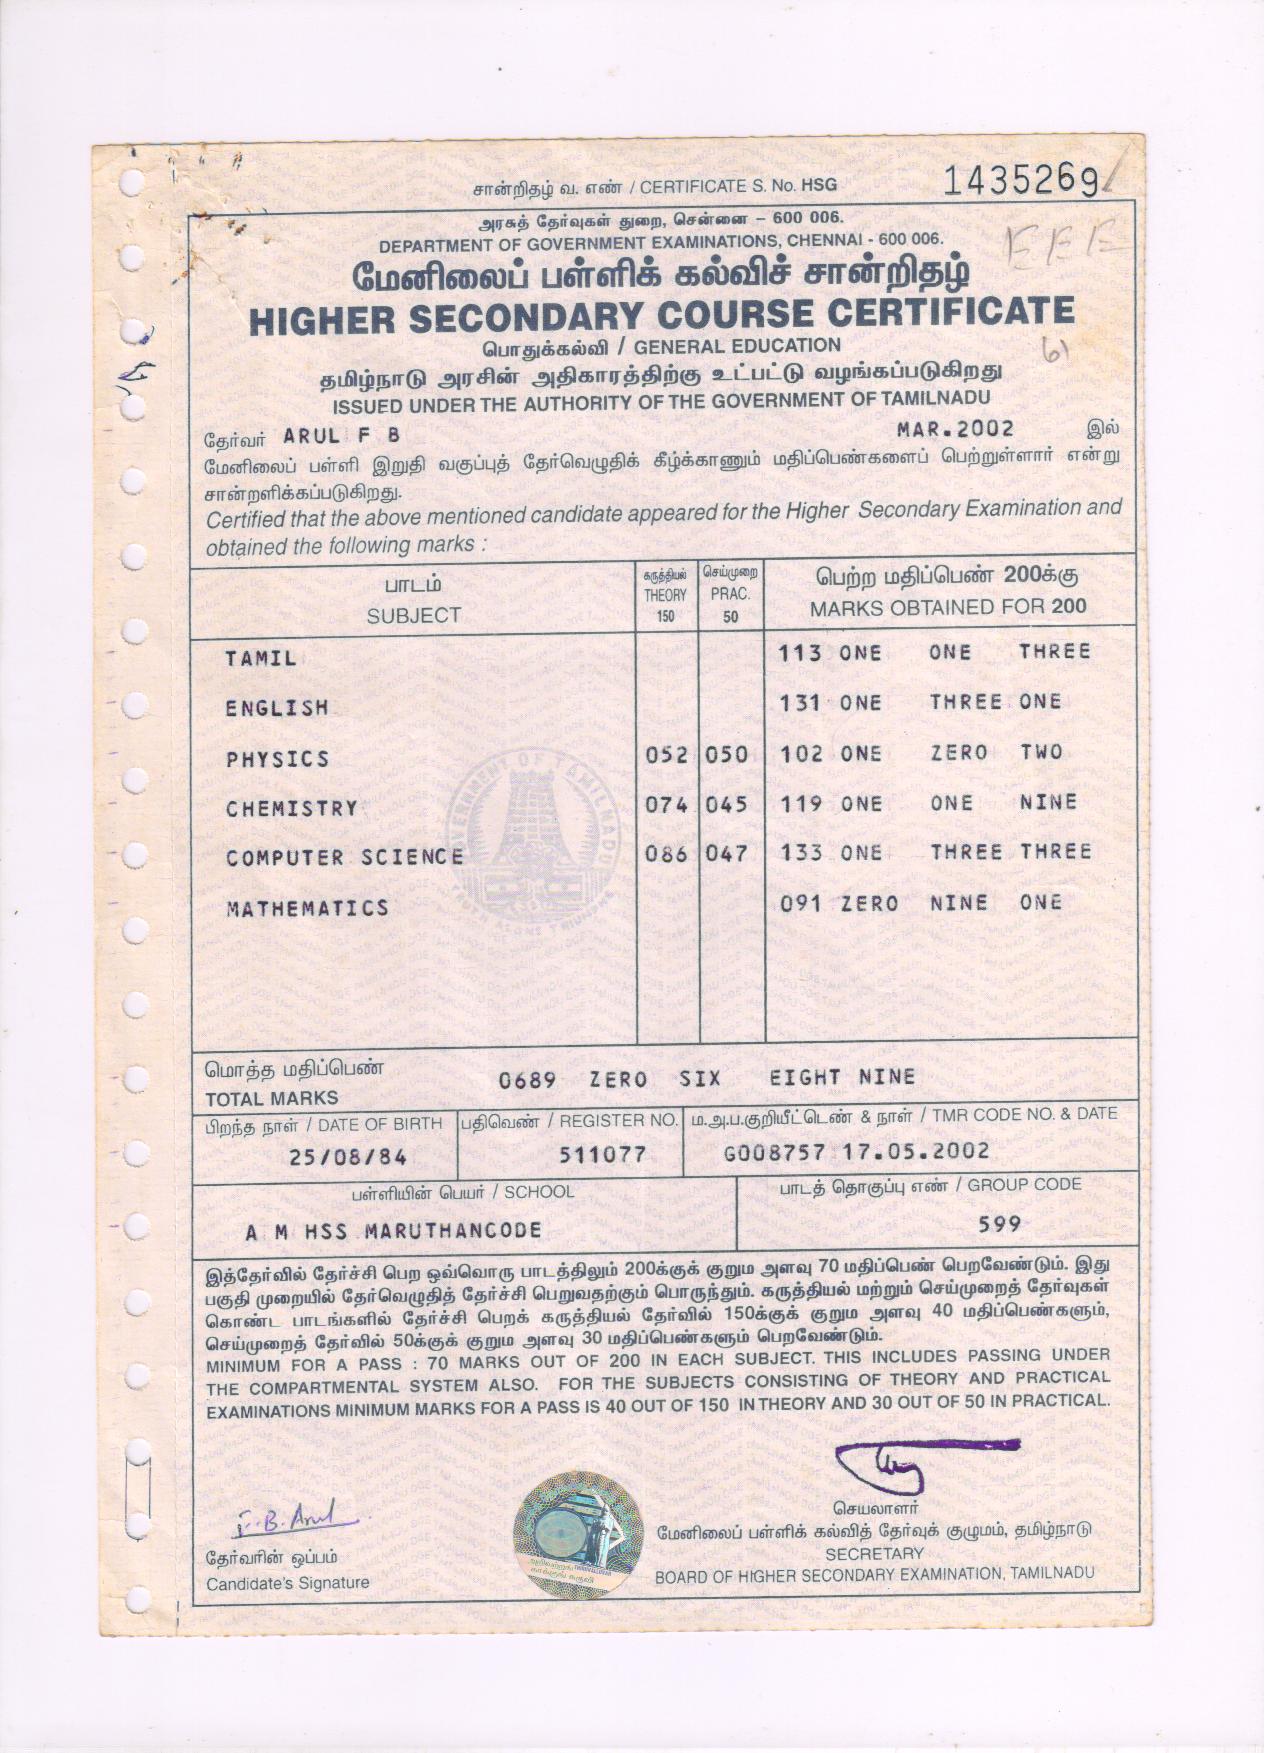 சான்றிதழ் வ. எண் / CERTIFICATE S. No. HSG 1435269
அரசுத் தேர்வுகள் துறை, சென்னை – 600 006.
DEPARTMENT OF GOVERNMENT EXAMINATIONS, CHENNAI - 600 006.
EEE
மேனிலைப் பள்ளிக் கல்விச் சான்றிதழ்
HIGHER SECONDARY COURSE CERTIFICATE
பொதுக்கல்வி / GENERAL EDUCATION
61
தமிழ்நாடு அரசின் அதிகாரத்திற்கு உட்பட்டு வழங்கப்படுகிறது
ISSUED UNDER THE AUTHORITY OF THE GOVERNMENT OF TAMILNADU
தேர்வர் ARUL F B MAR.2002 இல்
மேனிலைப் பள்ளி இறுதி வகுப்புத் தேர்வெழுதிக் கீழ்க்காணும் மதிப்பெண்களைப் பெற்றுள்ளார் என்று
சான்றளிக்கப்படுகிறது.
Certified that the above mentioned candidate appeared for the Higher Secondary Examination and
obtained the following marks :
பாடம் கருத்தியல் செய்முறை பெற்ற மதிப்பெண் 200க்கு
SUBJECT THEORY PRAC. MARKS OBTAINED FOR 200
150 50
TAMIL 113 ONE ONE THREE
ENGLISH 131 ONE THREE ONE
PHYSICS 052 050 102 ONE ZERO TWO
CHEMISTRY 074 045 119 ONE ONE NINE
COMPUTER SCIENCE 086 047 133 ONE THREE THREE
MATHEMATICS 091 ZERO NINE ONE
GOVERNMENT OF TAMILNADU
TRUTH ALONE TRIUMPHS
மொத்த மதிப்பெண்
TOTAL MARKS 0689 ZERO SIX EIGHT NINE
பிறந்த நாள் / DATE OF BIRTH பதிவெண் / REGISTER NO. ம.அ.ப.குறியீட்டெண் & நாள் / TMR CODE NO. & DATE
25/08/84 511077 G008757 17.05.2002
பள்ளியின் பெயர் / SCHOOL பாடத் தொகுப்பு எண் / GROUP CODE
A M HSS MARUTHANCODE 599
இத்தேர்வில் தேர்ச்சி பெற ஒவ்வொரு பாடத்திலும் 200க்குக் குறும அளவு 70 மதிப்பெண் பெறவேண்டும். இது
பகுதி முறையில் தேர்வெழுதித் தேர்ச்சி பெறுவதற்கும் பொருந்தும். கருத்தியல் மற்றும் செய்முறைத் தேர்வுகள்
கொண்ட பாடங்களில் தேர்ச்சி பெறக் கருத்தியல் தேர்வில் 150க்குக் குறும அளவு 40 மதிப்பெண்களும்,
செய்முறைத் தேர்வில் 50க்குக் குறும அளவு 30 மதிப்பெண்களும் பெறவேண்டும்.
MINIMUM FOR A PASS : 70 MARKS OUT OF 200 IN EACH SUBJECT. THIS INCLUDES PASSING UNDER
THE COMPARTMENTAL SYSTEM ALSO. FOR THE SUBJECTS CONSISTING OF THEORY AND PRACTICAL
EXAMINATIONS MINIMUM MARKS FOR A PASS IS 40 OUT OF 150 IN THEORY AND 30 OUT OF 50 IN PRACTICAL.
F.B. Arul
தேர்வரின் ஒப்பம்
Candidate's Signature
செயலாளர்
மேனிலைப் பள்ளிக் கல்வித் தேர்வுக் குழுமம், தமிழ்நாடு
SECRETARY
BOARD OF HIGHER SECONDARY EXAMINATION, TAMILNADU